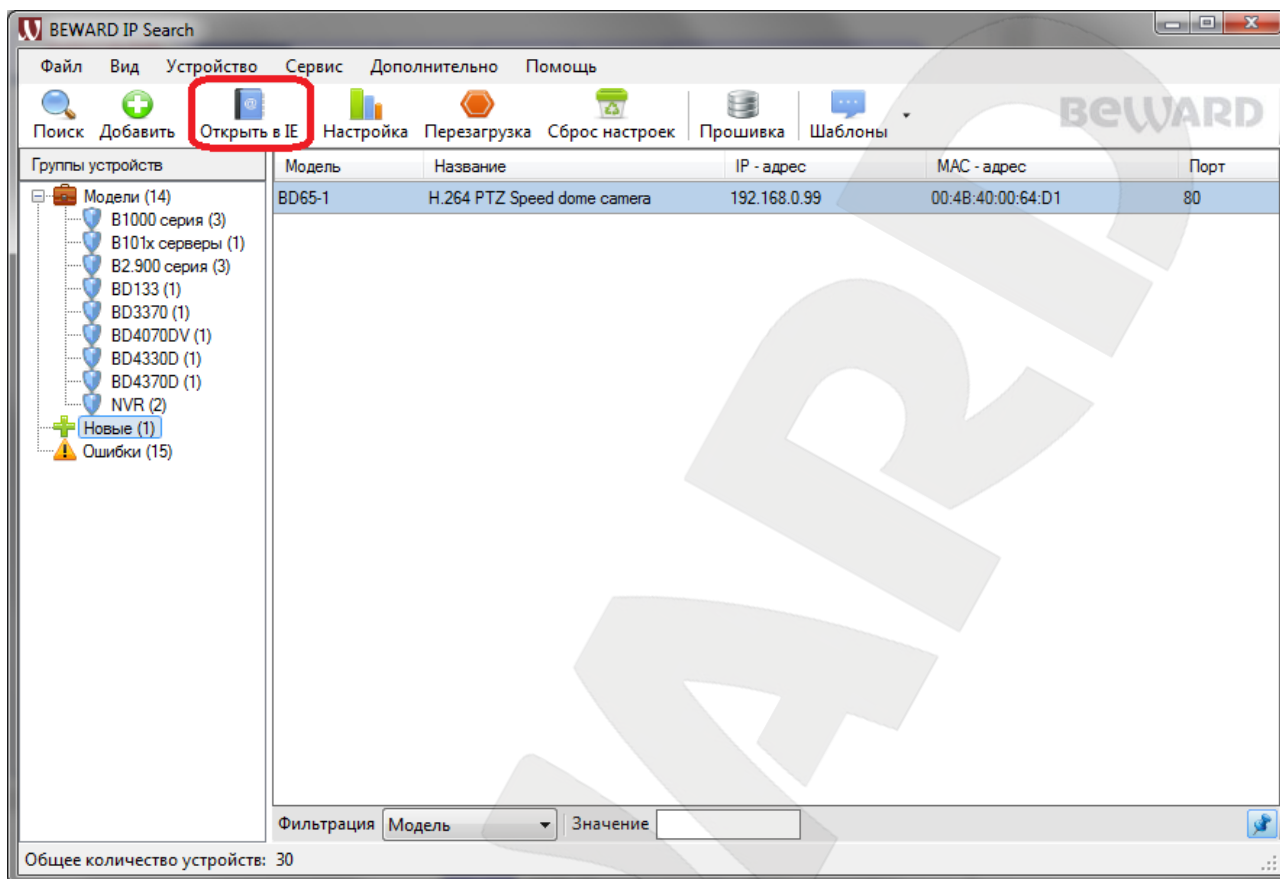 BEWARD IP Search
Файл Вид Устройство Сервис Дополнительно Помощь
Поиск Добавить Открыть в IE Настройка Перезагрузка Сброс настроек Прошивка Шаблоны
BEWARD
Группы устройств
Модель Название IP - адрес MAC - адрес Порт
Модели (14)
BD65-1 H.264 PTZ Speed dome camera 192.168.0.99 00:4B:40:00:64:D1 80
B1000 серия (3)
B101x серверы (1)
B2.900 серия (3)
BD133 (1)
BD3370 (1)
BD4070DV (1)
BD4330D (1)
BD4370D (1)
NVR (2)
Новые (1)
Ошибки (15)
Фильтрация Модель Значение
Общее количество устройств: 30
WARD